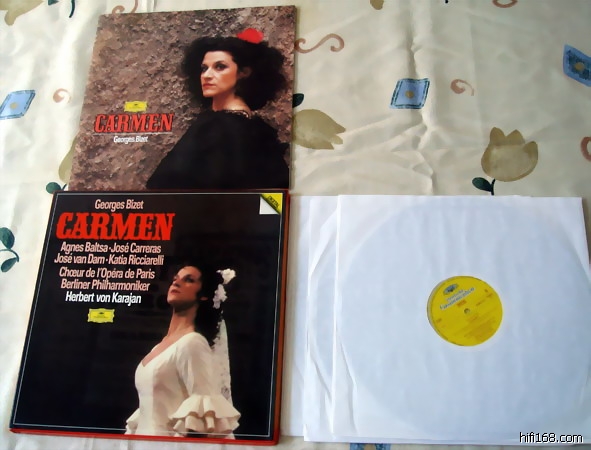 CARMEN
Georges Bizet
Georges Bizet
CARMEN
Agnes Baltsa · José Carreras
José van Dam · Katia Ricciarelli
Chœur de l'Opéra de Paris
Berliner Philharmoniker
Herbert von Karajan
hifi168.com